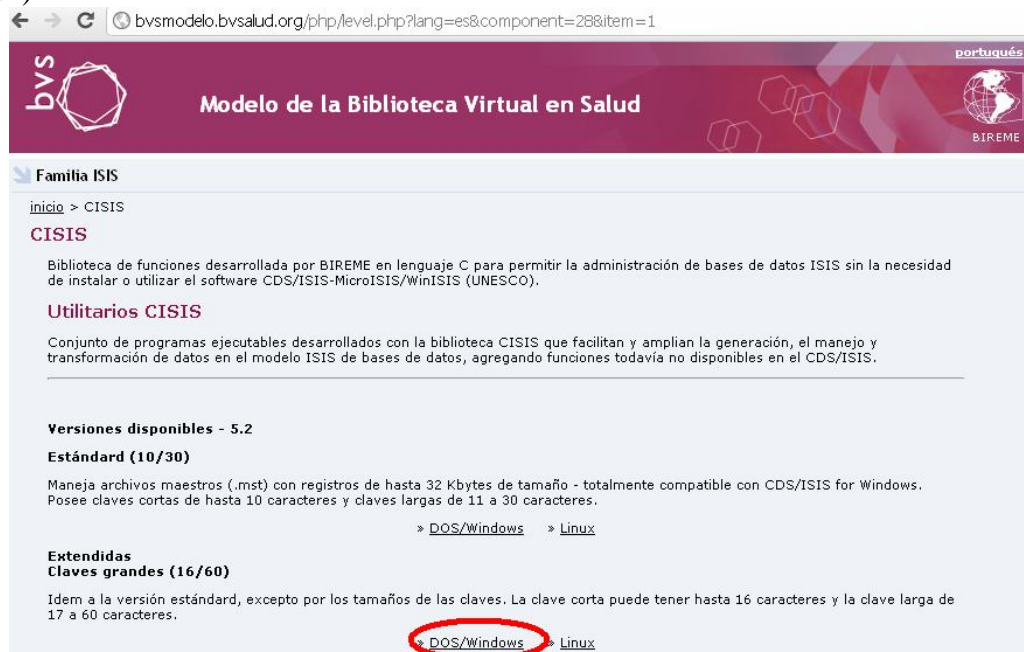 bvsmodelo.bvsalud.org/php/level.php?lang=es&component=28&item=1
portugués
bvs
Modelo de la Biblioteca Virtual en Salud
BIREME
Familia ISIS
inicio > CISIS
CISIS
Biblioteca de funciones desarrollada por BIREME en lenguaje C para permitir la administración de bases de datos ISIS sin la necesidad
de instalar o utilizar el software CDS/ISIS-MicroISIS/WinISIS (UNESCO).
Utilitarios CISIS
Conjunto de programas ejecutables desarrollados con la biblioteca CISIS que facilitan y amplian la generación, el manejo y
transformación de datos en el modelo ISIS de bases de datos, agregando funciones todavía no disponibles en el CDS/ISIS.
Versiones disponibles - 5.2
Estándard (10/30)
Maneja archivos maestros (.mst) con registros de hasta 32 Kbytes de tamaño - totalmente compatible con CDS/ISIS for Windows.
Posee claves cortas de hasta 10 caracteres y claves largas de 11 a 30 caracteres.
» DOS/Windows » Linux
Extendidas
Claves grandes (16/60)
Idem a la versión estándard, excepto por los tamaños de las claves. La clave corta puede tener hasta 16 caracteres y la clave larga de
17 a 60 caracteres.
» DOS/Windows » Linux